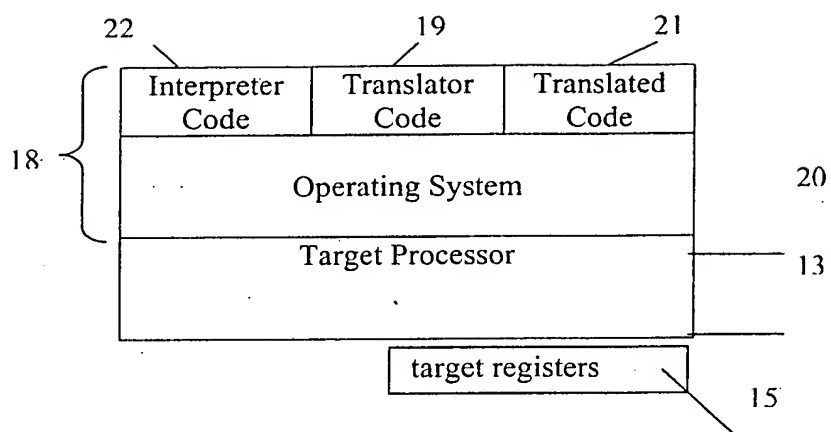 22 19 21
Interpreter Translator Translated
Code Code Code
18
Operating System 20
Target Processor
13
target registers
15